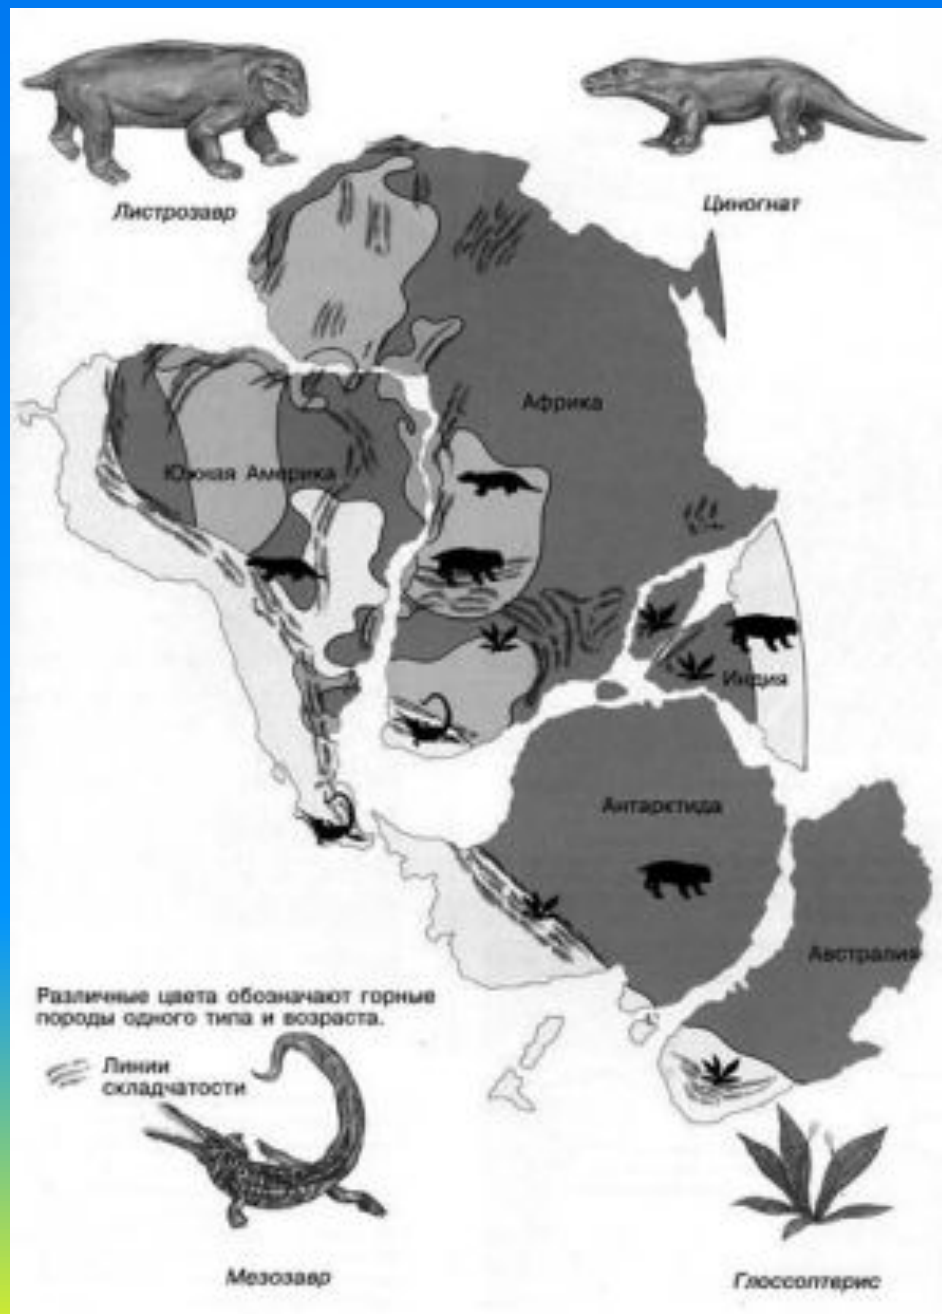 Листрозавр
Циногнат
Африка
Южная Америка
Индия
Антарктида
Австралия
Различные цвета обозначают горные
породы одного типа и возраста.
Линии
складчатости
Мезозавр
Глоссоптерис